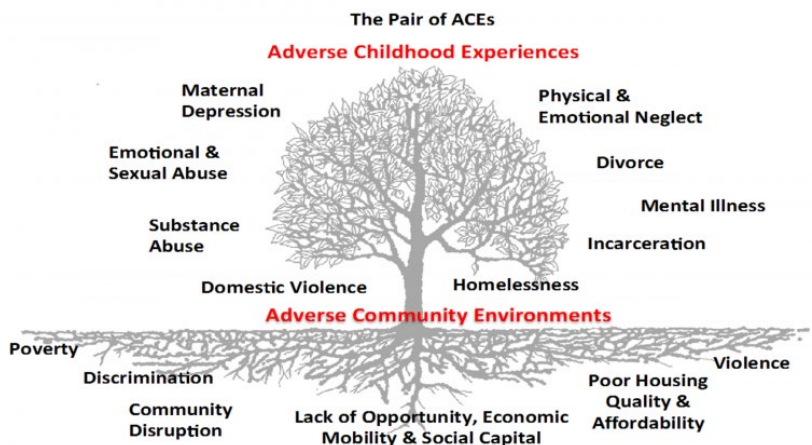 The Pair of ACEs
Adverse Childhood Experiences
Maternal
Depression
Physical &
Emotional Neglect
Emotional &
Sexual Abuse
Divorce
Mental Illness
Substance
Abuse
Incarceration
Domestic Violence
Homelessness
Adverse Community Environments
Poverty
Violence
Discrimination
Poor Housing
Quality &
Affordability
Community
Disruption
Lack of Opportunity, Economic
Mobility & Social Capital